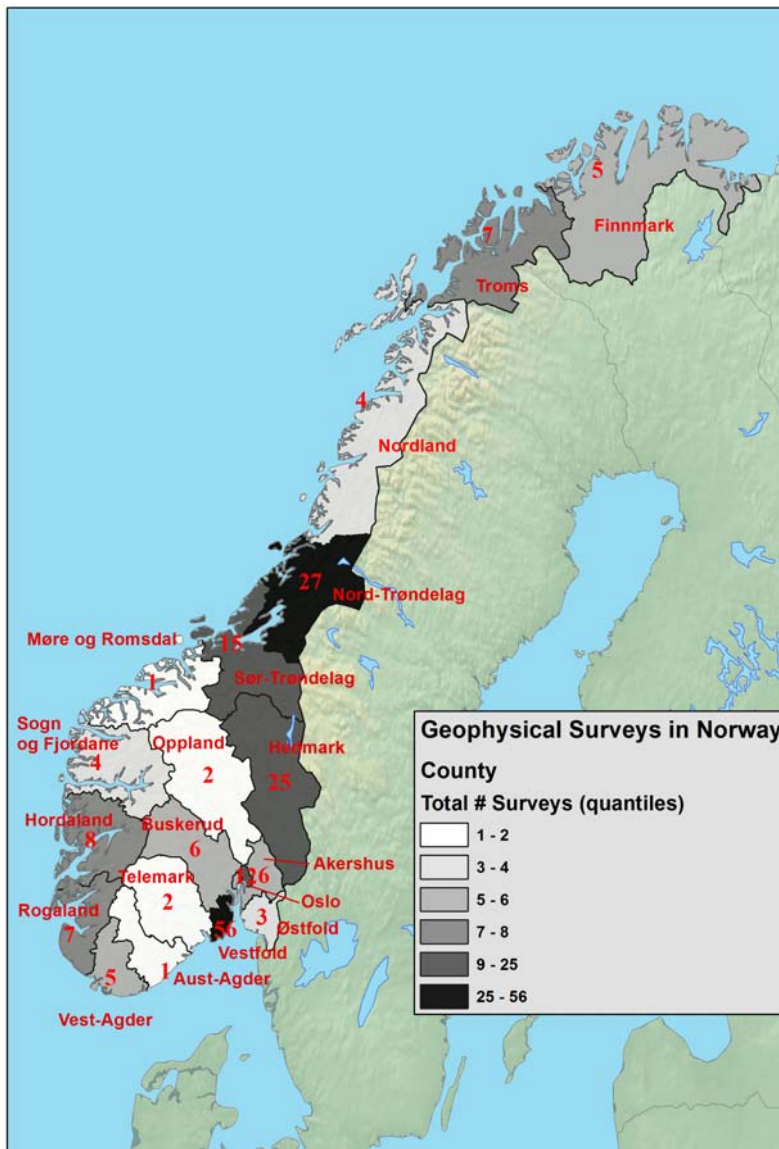 5
Finnmark
7
Troms
4
Nordland
27
Nord-Trøndelag
Møre og Romsdal
15
1
Sør-Trøndelag
Sogn
og Fjordane
4
Oppland
2
Hedmark
25
Hordaland
8
Buskerud
6
Akershus
126
Oslo
Telemark
2
Rogaland
7
56
3
Østfold
Vestfold
5
1
Aust-Agder
Vest-Agder
Geophysical Surveys in Norway
County
Total # Surveys (quantiles)
1 - 2
3 - 4
5 - 6
7 - 8
9 - 25
25 - 56